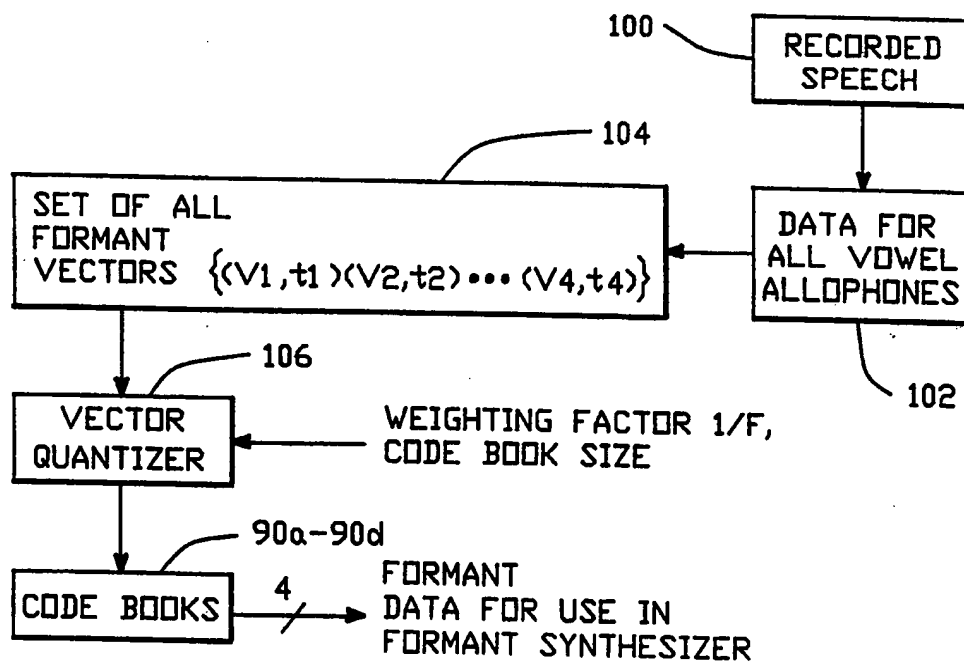 100
RECORDED
SPEECH
104
SET OF ALL
FORMANT
VECTORS {(V1,t1)(V2,t2)•••(V4,t4)}
DATA FOR
ALL VOWEL
ALLOPHONES
102
106
VECTOR
QUANTIZER
WEIGHTING FACTOR 1/F,
CODE BOOK SIZE
90a-90d
CODE BOOKS
4
FORMANT
DATA FOR USE IN
FORMANT SYNTHESIZER